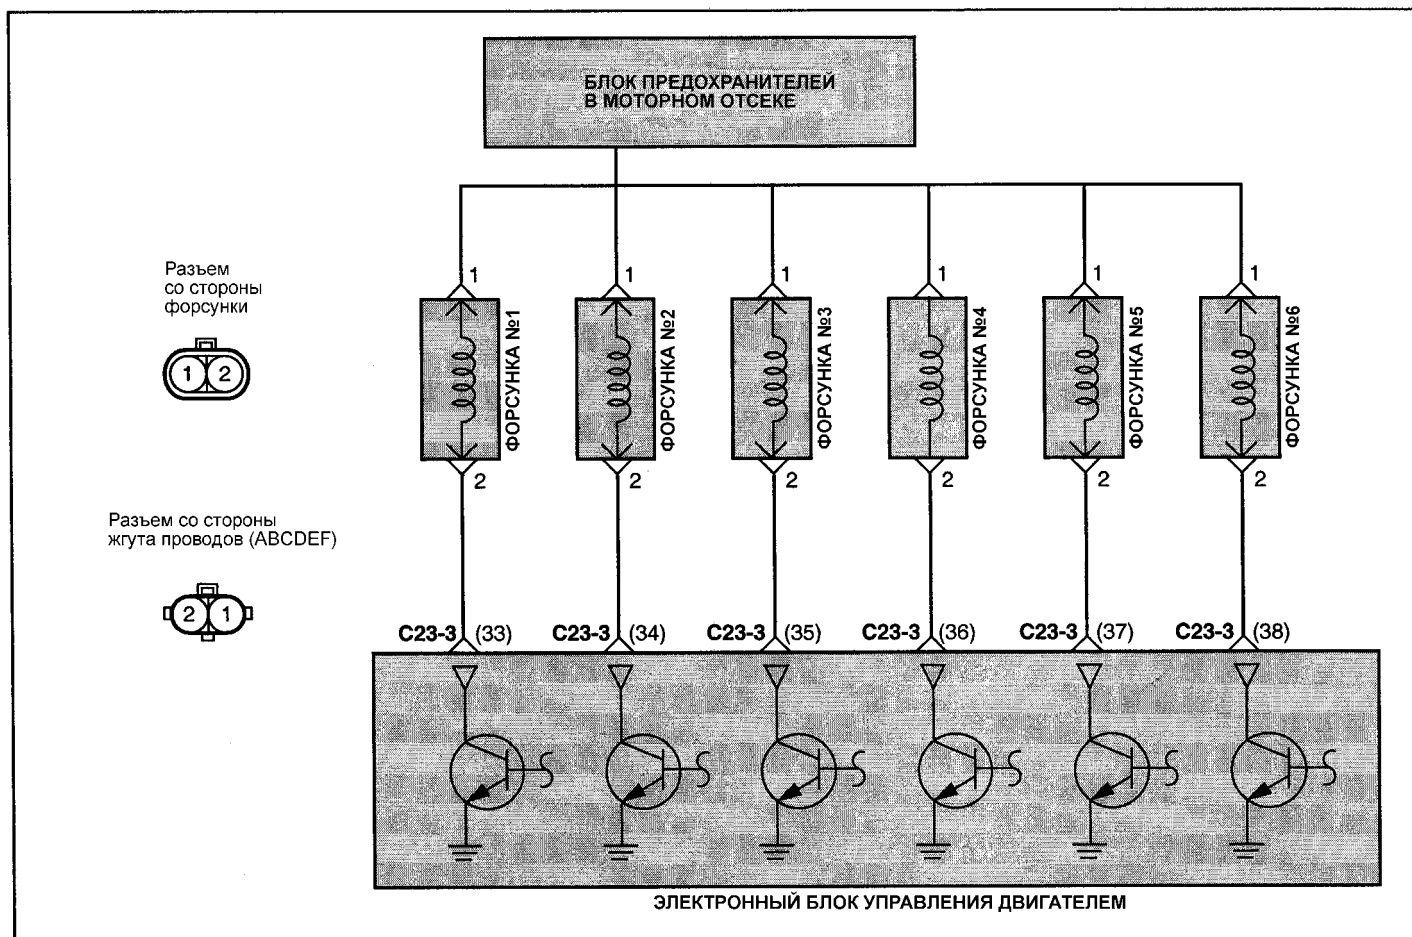 БЛОК ПРЕДОХРАНИТЕЛЕЙ
В МОТОРНОМ ОТСЕКЕ
Разъем
со стороны
форсунки
1 2
1 1 1 1 1 1
ФОРСУНКА №1
ФОРСУНКА №2
ФОРСУНКА №3
ФОРСУНКА №4
ФОРСУНКА №5
ФОРСУНКА №6
2 2 2 2 2 2
Разъем со стороны
жгута проводов (ABCDEF)
2 1
C23-3 (33) C23-3 (34) C23-3 (35) C23-3 (36) C23-3 (37) C23-3 (38)
ЭЛЕКТРОННЫЙ БЛОК УПРАВЛЕНИЯ ДВИГАТЕЛЕМ